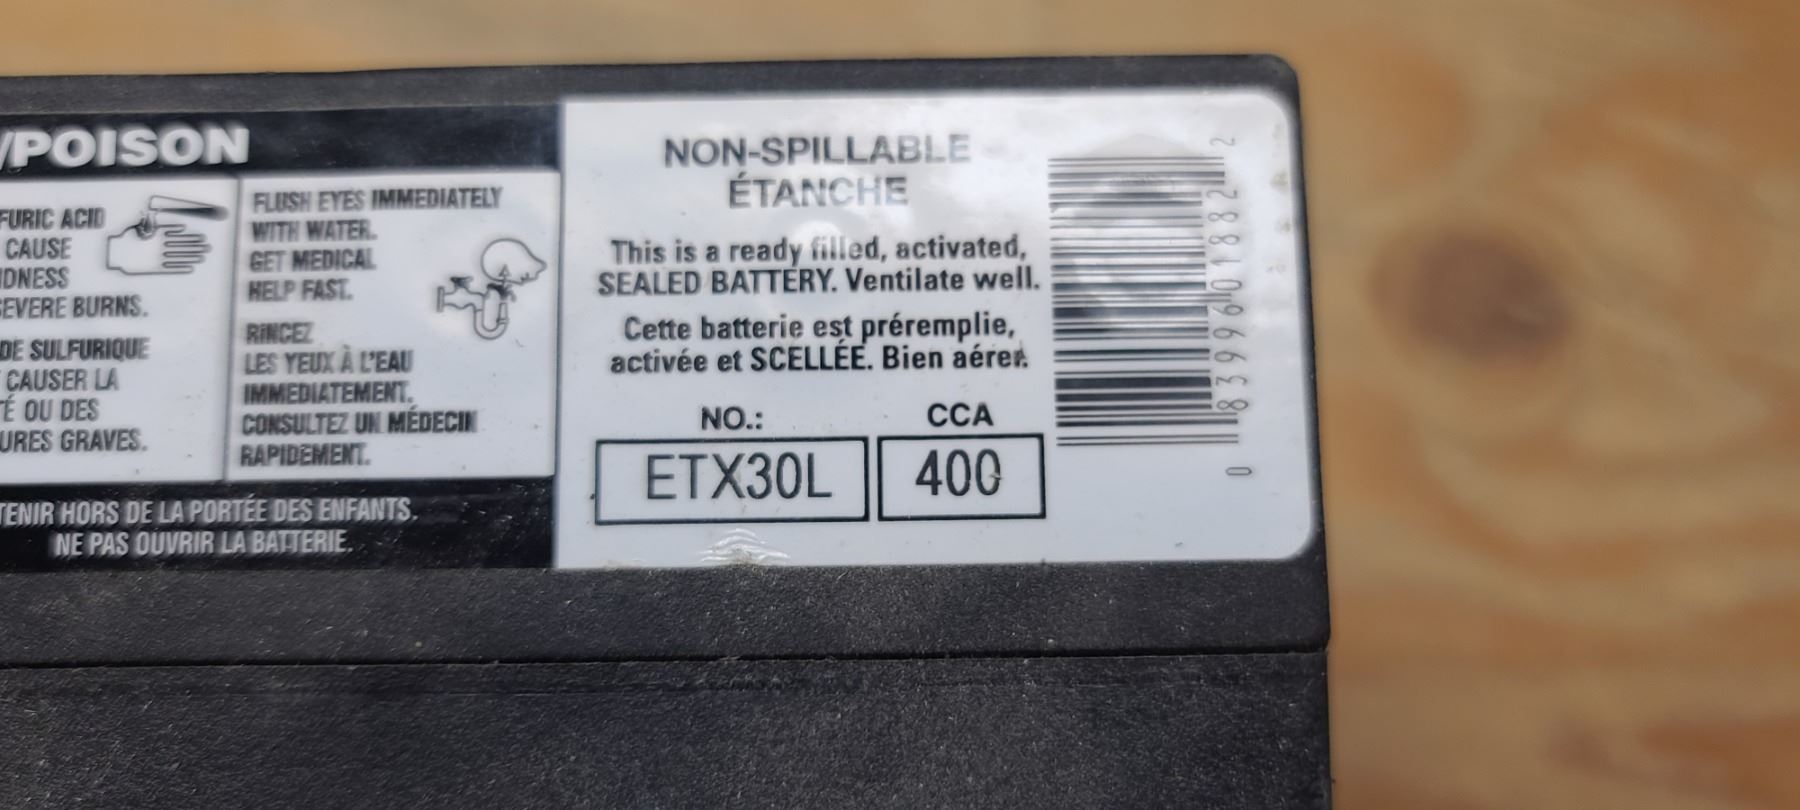 /POISON
FURIC ACID
CAUSE
NDNESS
SEVERE BURNS.
DE SULFURIQUE
CAUSER LA
TÉ OU DES
URES GRAVES.
FLUSH EYES IMMEDIATELY
WITH WATER.
GET MEDICAL
HELP FAST.
RINCEZ
LES YEUX À L'EAU
IMMEDIATEMENT.
CONSULTEZ UN MÉDECIN
RAPIDEMENT.
TENIR HORS DE LA PORTÉE DES ENFANTS.
NE PAS OUVRIR LA BATTERIE.
NON-SPILLABLE
ÉTANCHE
This is a ready filled, activated,
SEALED BATTERY. Ventilate well.
Cette batterie est préremplie,
activée et SCELLÉE. Bien aérer.
NO.: CCA
ETX30L 400
0 83996 01882 2